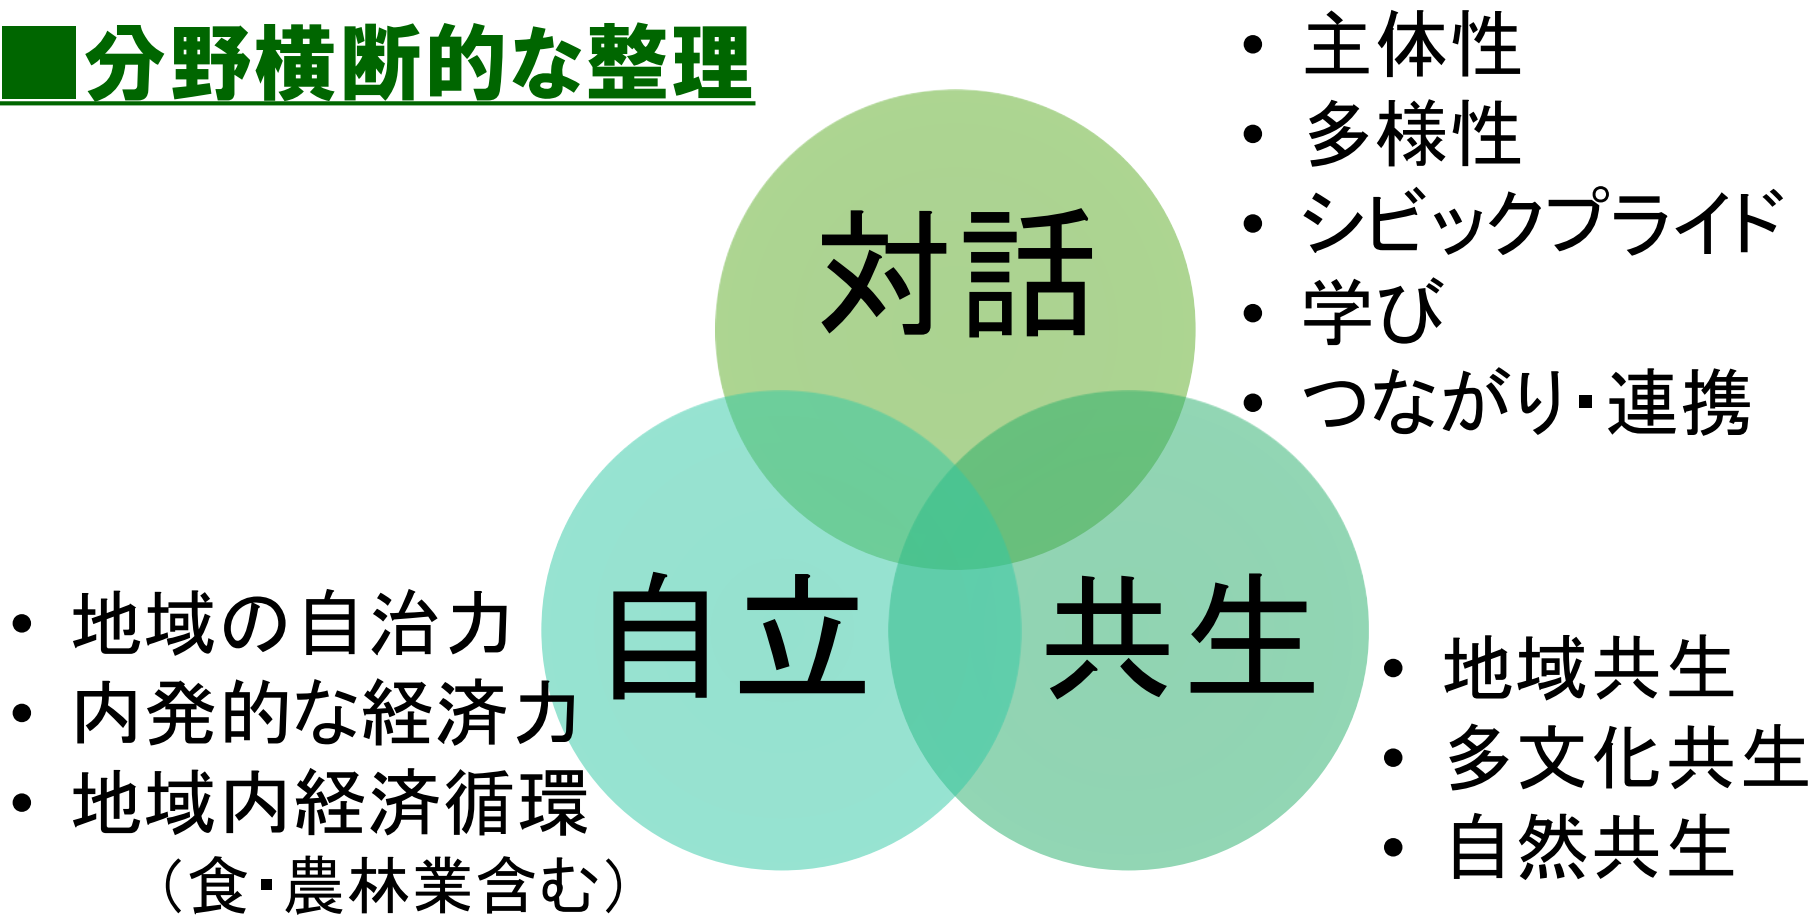 ■分野横断的な整理
• 主体性
• 多様性
• シビックプライド
• 学び
• つながり・連携
対話
自立
共生
• 地域の自治力
• 内発的な経済力
• 地域内経済循環
（食・農林業含む）
• 地域共生
• 多文化共生
• 自然共生